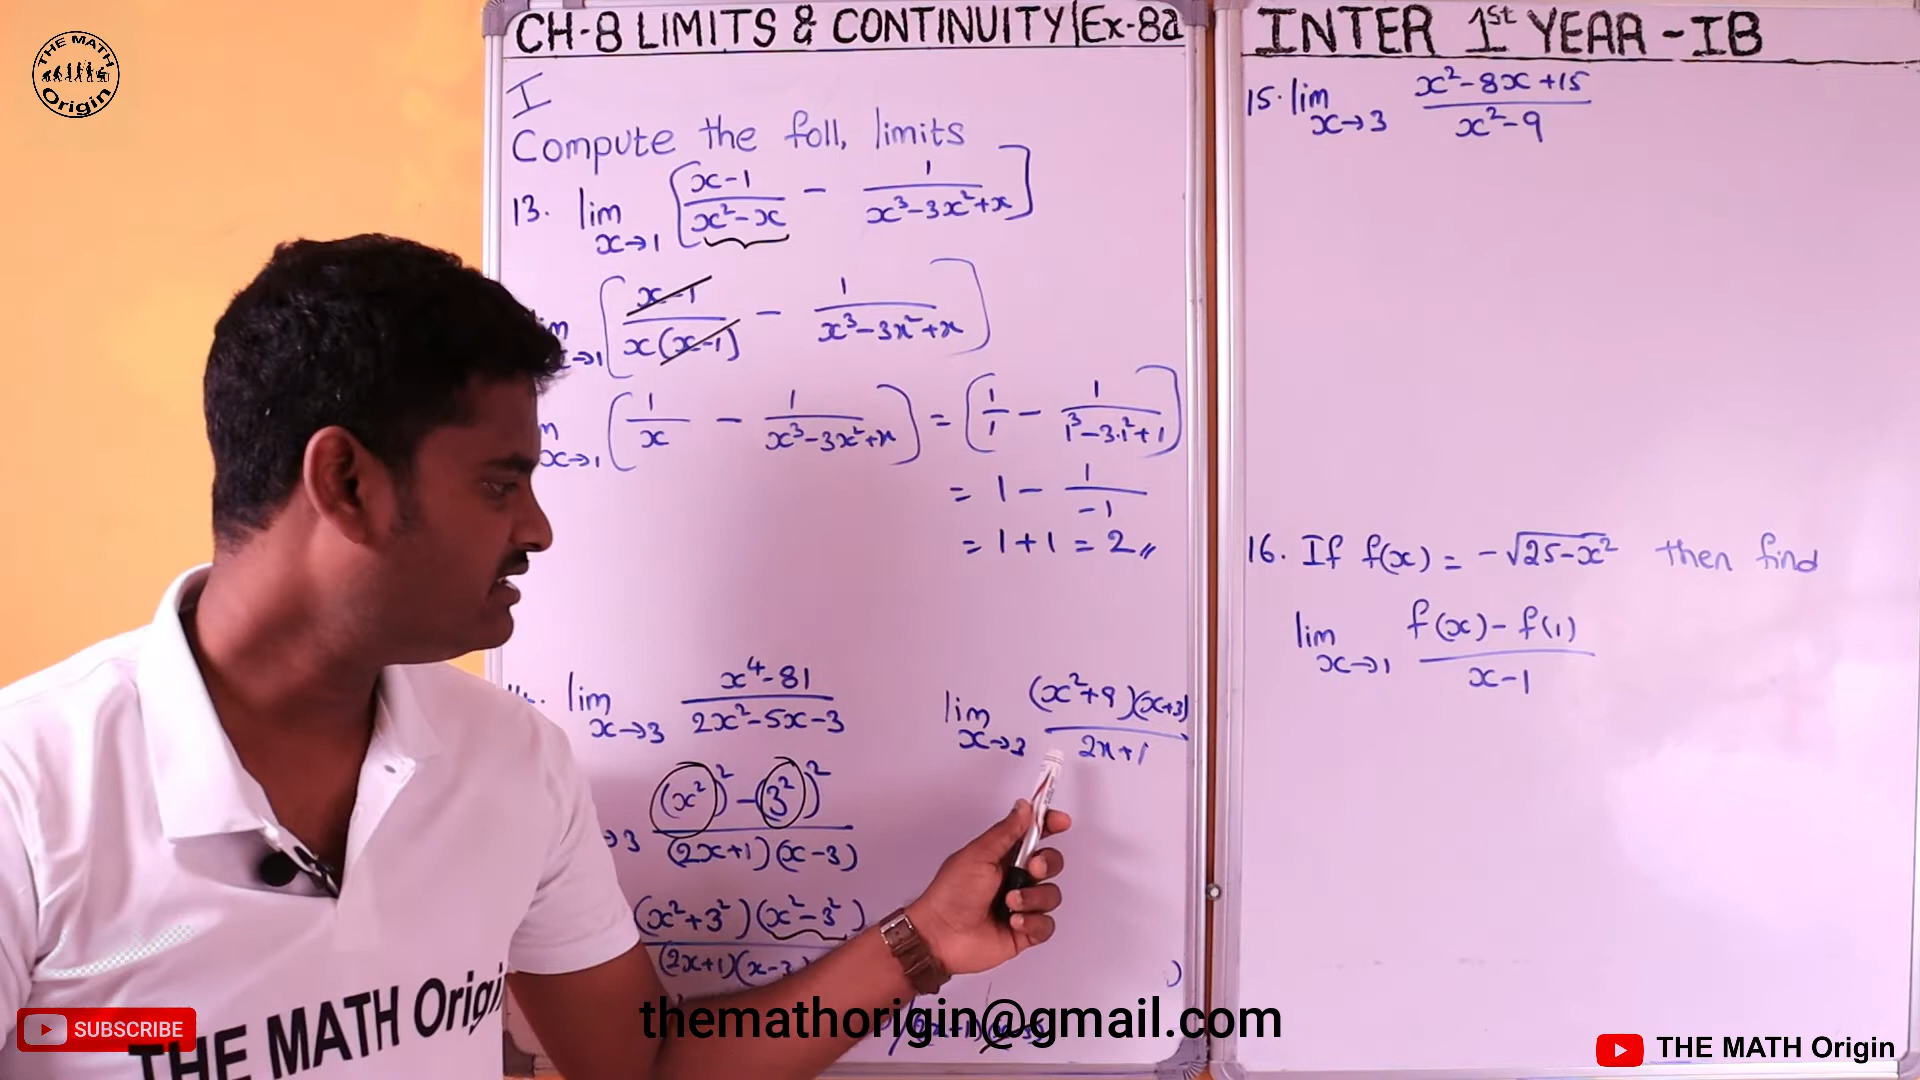 THE MATH
Origin
CH-8 LIMITS & CONTINUITY | Ex-8a
I
Compute the foll, limits
13. lim x→1 [ (x-1)/(x²-x) - 1/(x³-3x²+x) ]
x→1 [ (x-1)/(x(x-1)) - 1/(x³-3x²+x) ]
x→1 ( 1/x - 1/(x³-3x²+x) ) = ( 1/1 - 1/(1³-3.1²+1) )
= 1 - 1/-1
= 1+1 = 2,,
lim x→3 (x⁴-81)/(2x²-5x-3)
→3 ((x²)²-(3²)²)/((2x+1)(x-3))
(x²+3²)(x²-3²)
(2x+1)(x-3)
lim x→3 (x²+9)(x+3)/(2x+1)
INTER 1st YEAR - IB
15. lim x→3 (x²-8x+15)/(x²-9)
16. If f(x) = -√(25-x²) then find
lim x→1 (f(x)-f(1))/(x-1)
THE MATH Origin
SUBSCRIBE
themathorigin@gmail.com
THE MATH Origin